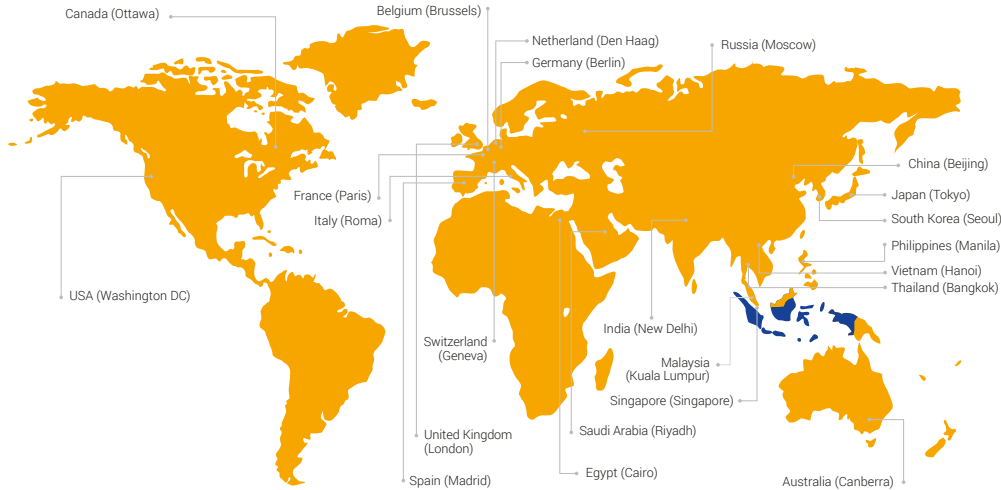 Canada (Ottawa)
Belgium (Brussels)
Netherland (Den Haag)
Germany (Berlin)
Russia (Moscow)
China (Beijing)
France (Paris)
Japan (Tokyo)
Italy (Roma)
South Korea (Seoul)
Philippines (Manila)
Vietnam (Hanoi)
Thailand (Bangkok)
USA (Washington DC)
India (New Delhi)
Switzerland
(Geneva)
Malaysia
(Kuala Lumpur)
Singapore (Singapore)
United Kingdom
(London)
Saudi Arabia (Riyadh)
Egypt (Cairo)
Spain (Madrid)
Australia (Canberra)